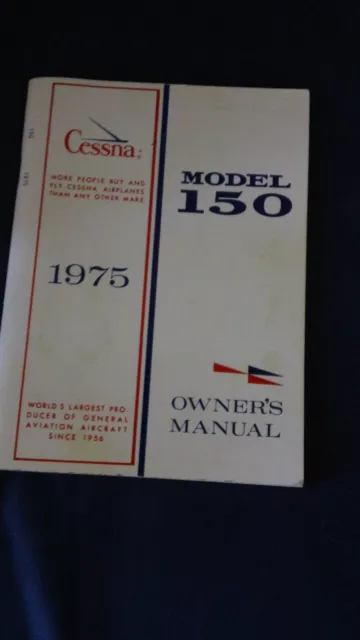 Cessna
MORE PEOPLE BUY AND
FLY CESSNA AIRPLANES
THAN ANY OTHER MAKE
1975
WORLD'S LARGEST PRO-
DUCER OF GENERAL
AVIATION AIRCRAFT
SINCE 1956
MODEL
150
OWNER'S
MANUAL